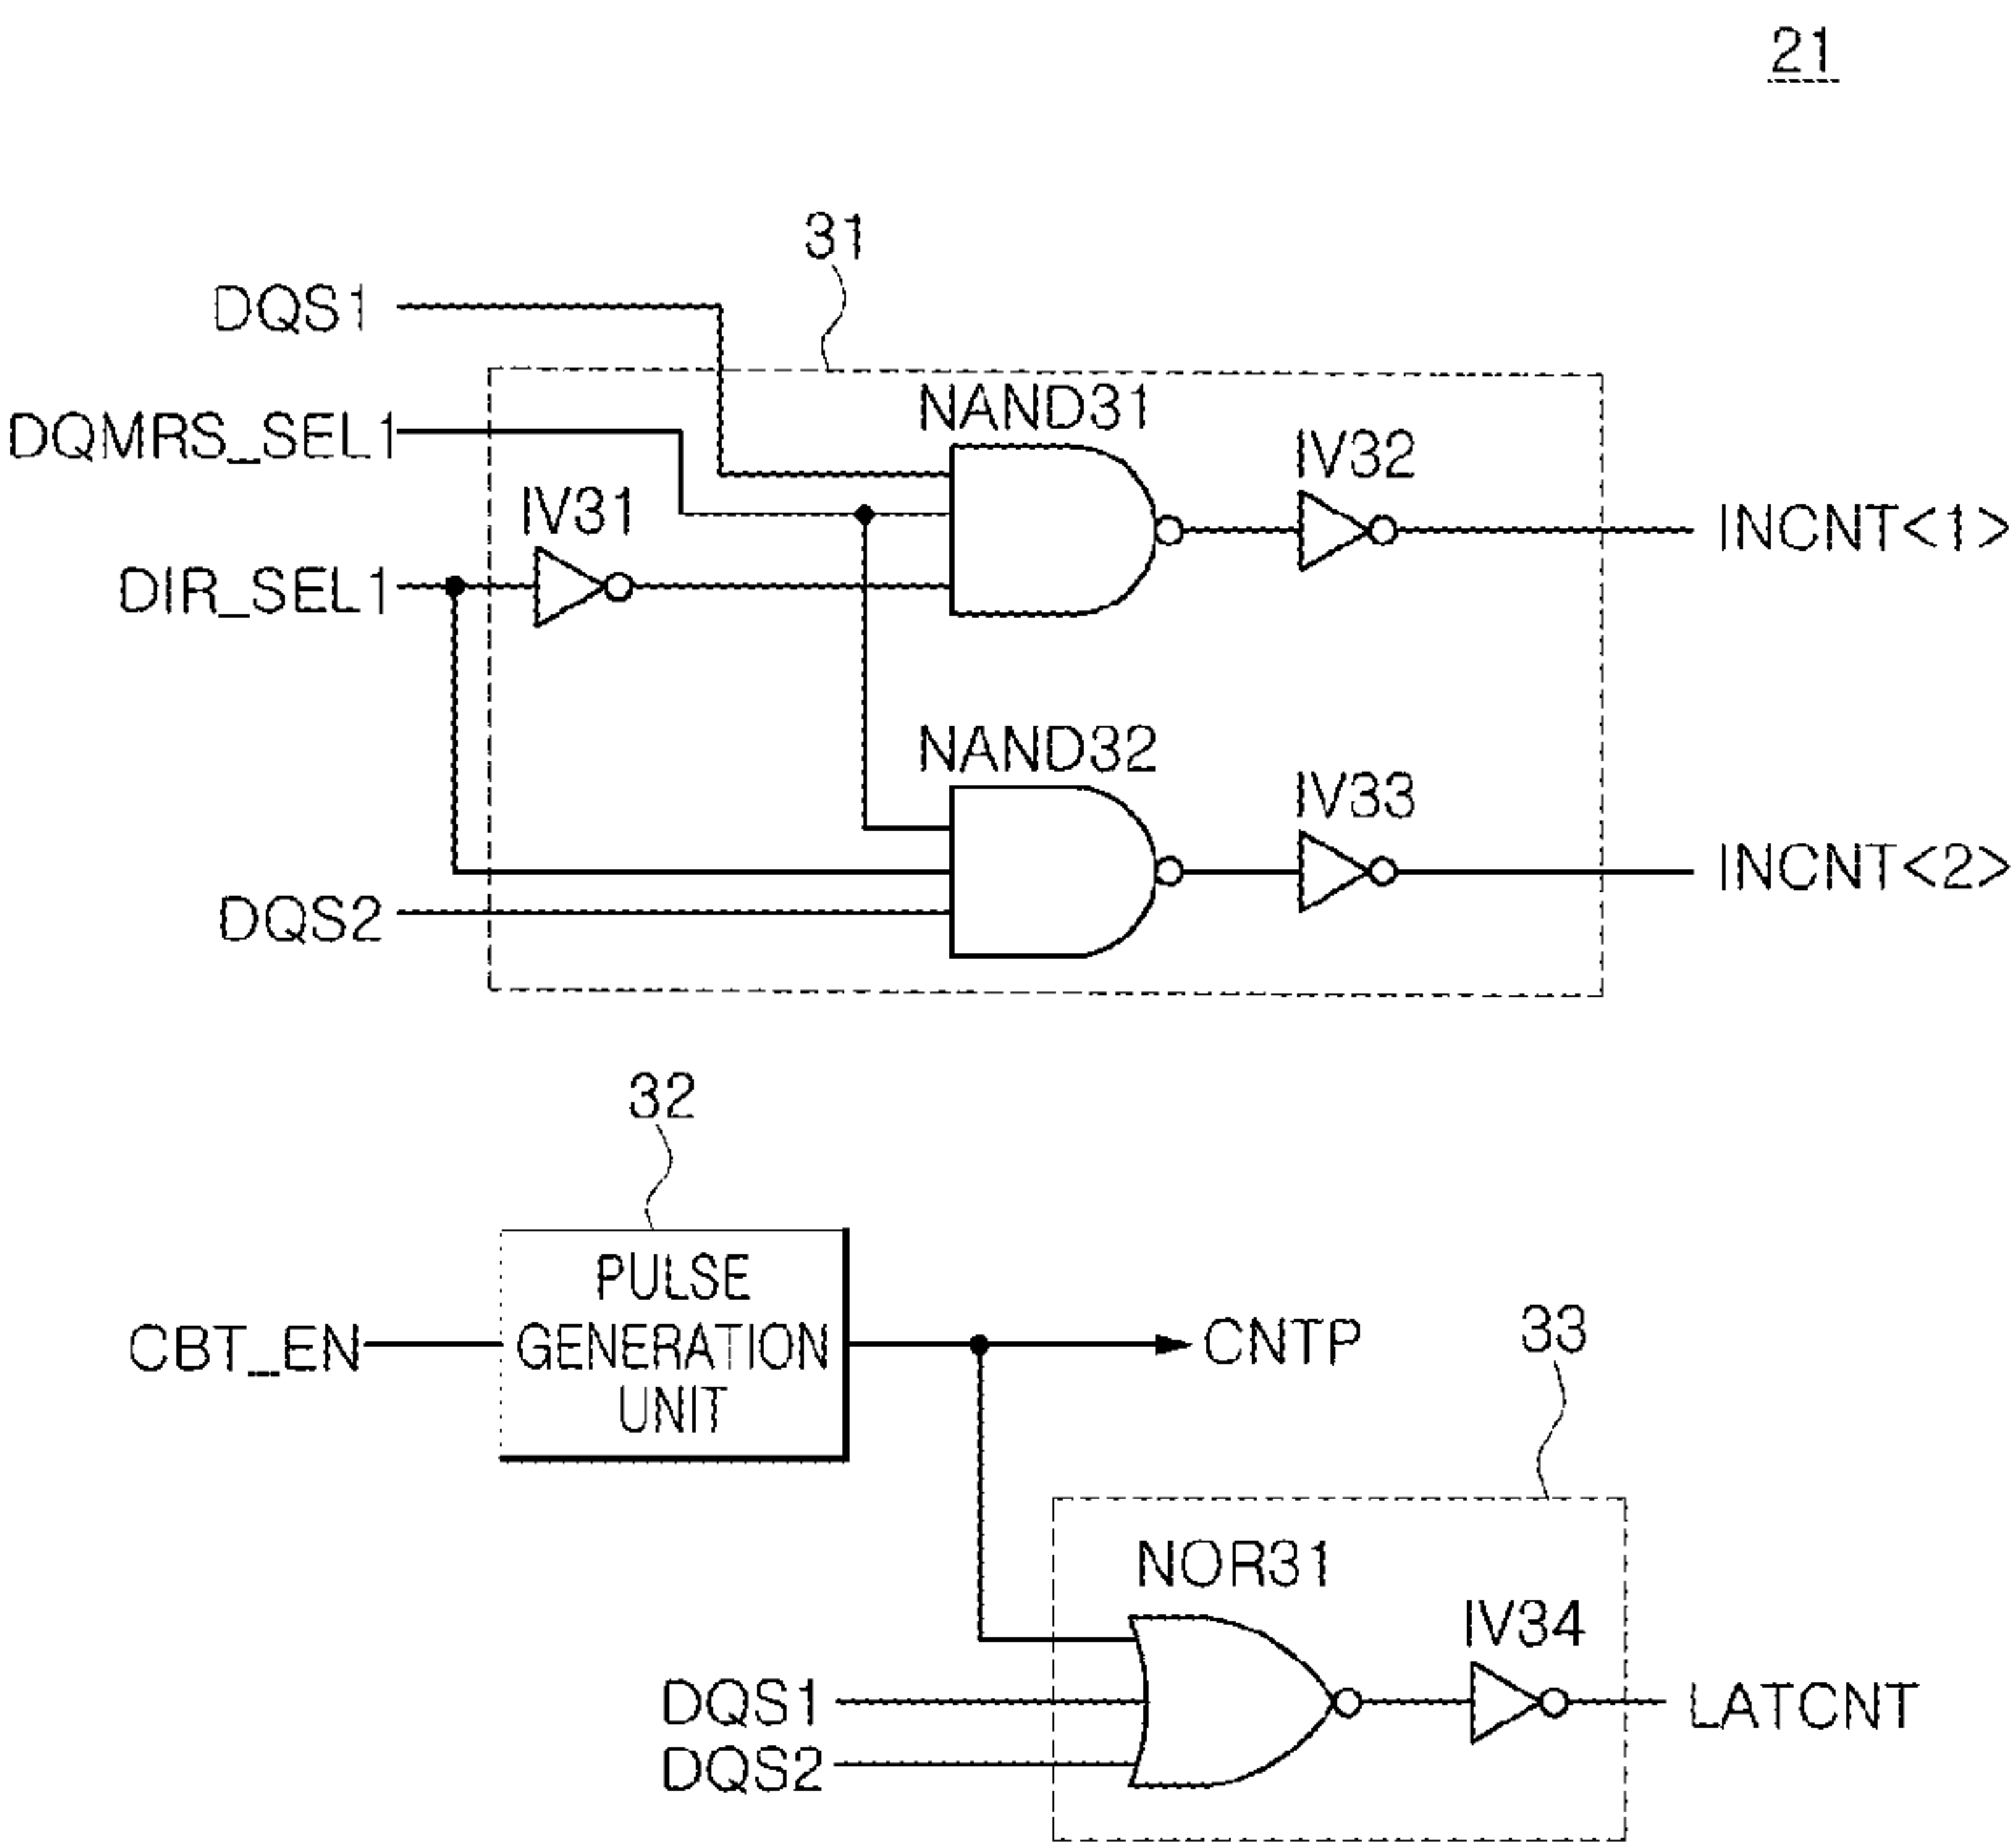 21
31
DQS1
NAND31
DQMRS_SEL1
IV32
IV31
INCNT<1>
DIR_SEL1
NAND32
IV33
INCNT<2>
DQS2
32
PULSE
GENERATION
UNIT
CBT_EN
CNTP
33
NOR31
IV34
DQS1
LATCNT
DQS2